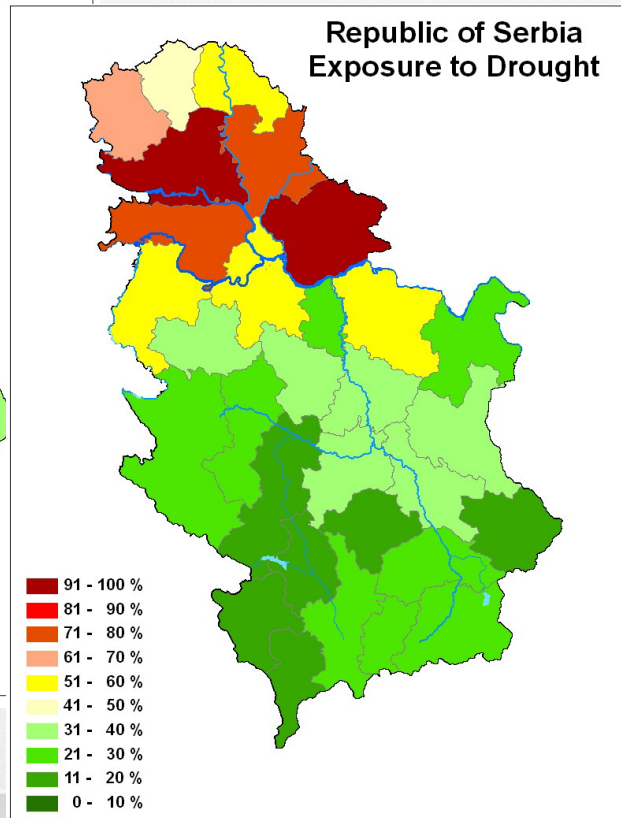 Republic of Serbia
Exposure to Drought
91 - 100 %
81 - 90 %
71 - 80 %
61 - 70 %
51 - 60 %
41 - 50 %
31 - 40 %
21 - 30 %
11 - 20 %
0 - 10 %